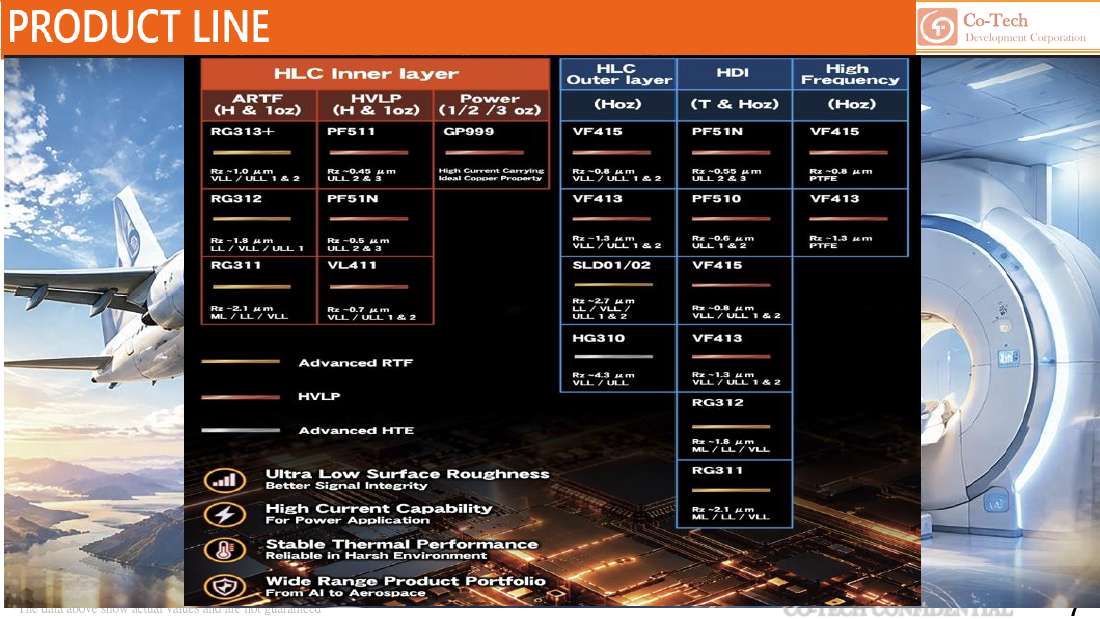 PRODUCT LINE
Co-Tech
Development Corporation
HLC Inner layer
ARTF
(H & 1oz)
HVLP
(H & 1oz)
Power
(1/2 /3 oz)
RG313+
Rz ~1.0 μm
VLL / ULL 1 & 2
PF511
Rz ~0.45 μm
ULL 2 & 3
GP999
High Current Carrying
Ideal Copper Property
RG312
Rz ~1.8 μm
LL / VLL / ULL 1
PF51N
Rz ~0.5 μm
ULL 2 & 3
RG311
Rz ~2.1 μm
ML / LL / VLL
VL411
Rz ~0.7 μm
VLL / ULL 1 & 2
HLC
Outer layer
HDI
High
Frequency
(Hoz)
(T & Hoz)
(Hoz)
VF415
Rz ~0.8 μm
VLL / ULL 1 & 2
PF51N
Rz ~0.55 μm
ULL 2 & 3
VF415
Rz ~0.8 μm
PTFE
VF413
Rz ~1.3 μm
VLL / ULL 1 & 2
PF510
Rz ~0.6 μm
ULL 1 & 2
VF413
Rz ~1.3 μm
PTFE
SLD01/02
Rz ~2.7 μm
LL / VLL /
ULL 1 & 2
VF415
Rz ~0.8 μm
VLL / ULL 1 & 2
HG310
Rz ~4.3 μm
VLL / ULL
VF413
Rz ~1.3 μm
VLL / ULL 1 & 2
RG312
Rz ~1.8 μm
ML / LL / VLL
RG311
Rz ~2.1 μm
ML / LL / VLL
Advanced RTF
HVLP
Advanced HTE
Ultra Low Surface Roughness
Better Signal Integrity
High Current Capability
For Power Application
Stable Thermal Performance
Reliable in Harsh Environment
Wide Range Product Portfolio
From AI to Aerospace
The data above show actual values and are not guaranteed
CO-TECH CONFIDENTIAL
7